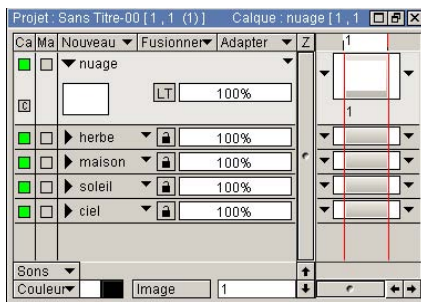 Projet : Sans Titre-00 [ 1 , 1 (1) ] Calque : nuage [ 1 , 1
Ca Ma Nouveau Fusionner Adapter Z 1
nuage
LT 100%
C
1
herbe 100%
maison 100%
soleil 100%
ciel 100%
Sons
Couleur Image 1